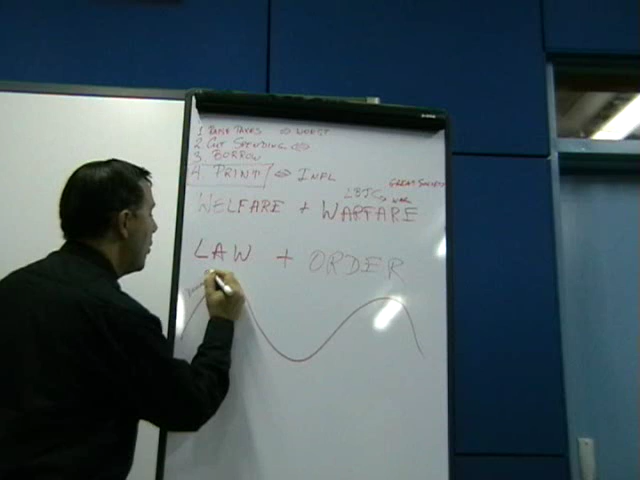 1 RAISE TAXES ⇒ WORST
2 CUT SPENDING ⇔
3 BORROW
4 PRINT ⇔ INFL
GREAT SOCIETY
LBJ → WAR
WELFARE + WARFARE
LAW + ORDER